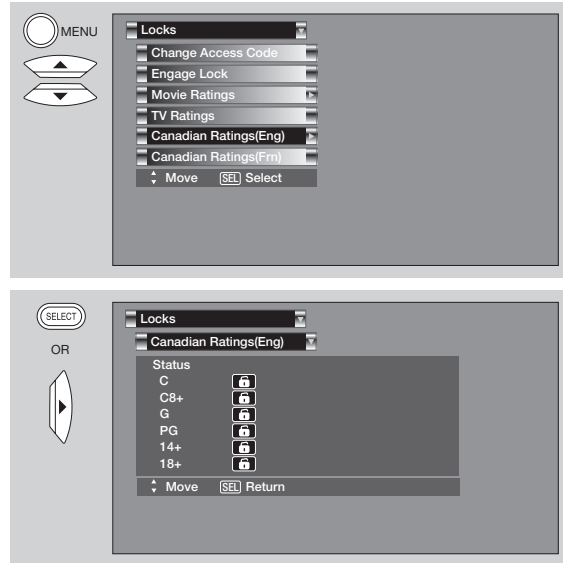 MENU
Locks
Change Access Code
Engage Lock
Movie Ratings
TV Ratings
Canadian Ratings(Eng)
Canadian Ratings(Frn)
Move SEL Select
SELECT
OR
Locks
Canadian Ratings(Eng)
Status
C
C8+
G
PG
14+
18+
Move SEL Return